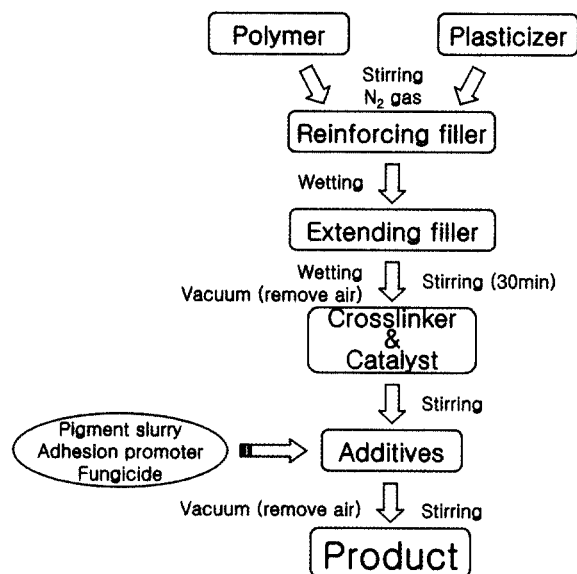 Polymer
Plasticizer
Stirring
N₂ gas
Reinforcing filler
Wetting
Extending filler
Wetting
Vacuum (remove air)
Stirring (30min)
Crosslinker
&
Catalyst
Stirring
Pigment slurry
Adhesion promoter
Fungicide
Additives
Vacuum (remove air)
Stirring
Product